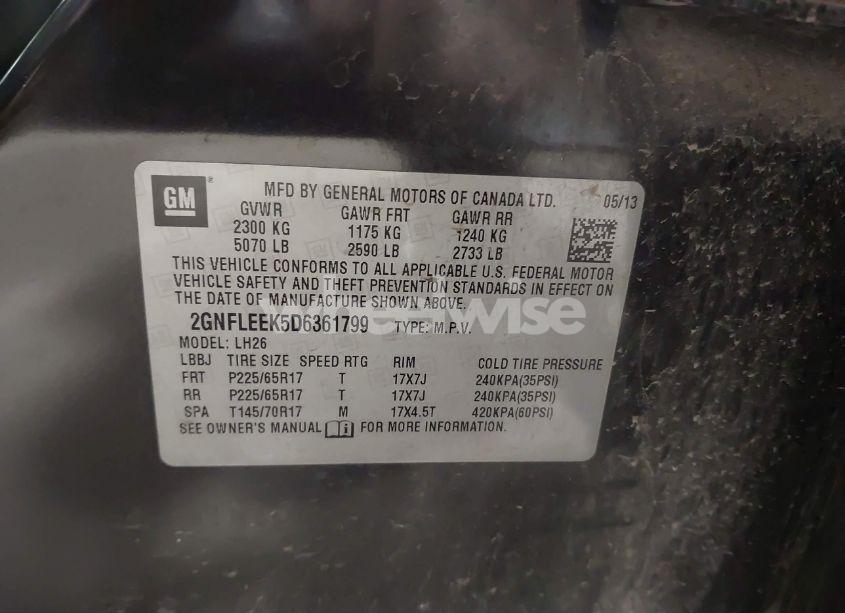 GM
MFD BY GENERAL MOTORS OF CANADA LTD. 05/13
GVWR GAWR FRT GAWR RR
2300 KG 1175 KG 1240 KG
5070 LB 2590 LB 2733 LB
THIS VEHICLE CONFORMS TO ALL APPLICABLE U.S. FEDERAL MOTOR
VEHICLE SAFETY AND THEFT PREVENTION STANDARDS IN EFFECT ON
THE DATE OF MANUFACTURE SHOWN ABOVE.
2GNFLEEK5D6361799 TYPE: M.P.V.
MODEL: LH26
LBBJ TIRE SIZE SPEED RTG RIM COLD TIRE PRESSURE
FRT P225/65R17 T 17X7J 240KPA(35PSI)
RR P225/65R17 T 17X7J 240KPA(35PSI)
SPA T145/70R17 M 17X4.5T 420KPA(60PSI)
SEE OWNER'S MANUAL FOR MORE INFORMATION.